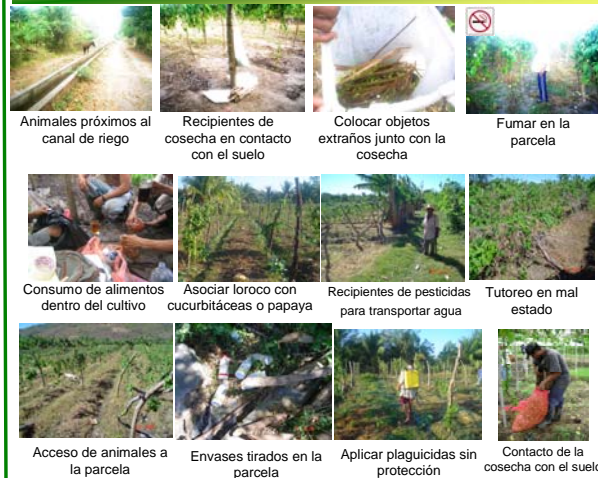 Animales próximos al
canal de riego
Recipientes de
cosecha en contacto
con el suelo
Colocar objetos
extraños junto con la
cosecha
Fumar en la
parcela
Consumo de alimentos
dentro del cultivo
Asociar loroco con
cucurbitáceas o papaya
Recipientes de pesticidas
para transportar agua
Tutoreo en mal
estado
Acceso de animales a
la parcela
Envases tirados en la
parcela
Aplicar plaguicidas sin
protección
Contacto de la
cosecha con el suelo